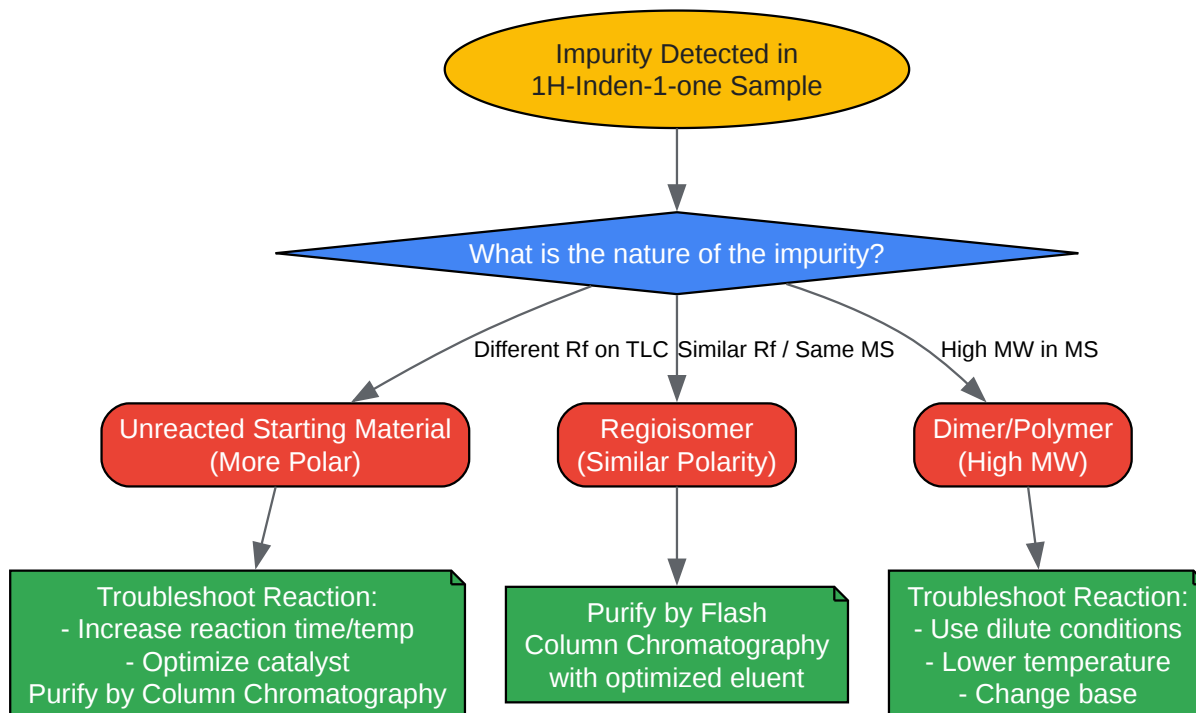 Impurity Detected in
1H-Inden-1-one Sample
What is the nature of the impurity?
Different Rf on TLC
Similar Rf / Same MS
High MW in MS
Unreacted Starting Material
(More Polar)
Regioisomer
(Similar Polarity)
Dimer/Polymer
(High MW)
Troubleshoot Reaction:
- Increase reaction time/temp
- Optimize catalyst
Purify by Column Chromatography
Purify by Flash
Column Chromatography
with optimized eluent
Troubleshoot Reaction:
- Use dilute conditions
- Lower temperature
- Change base